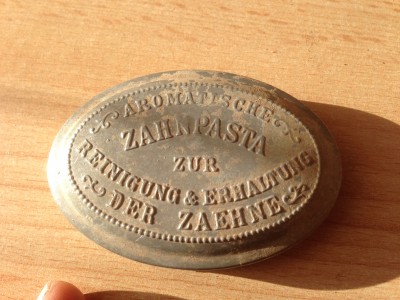 AROMATISCHE
ZAHNPASTA
ZUR
REINIGUNG & ERHALTUNG
DER ZAEHNE